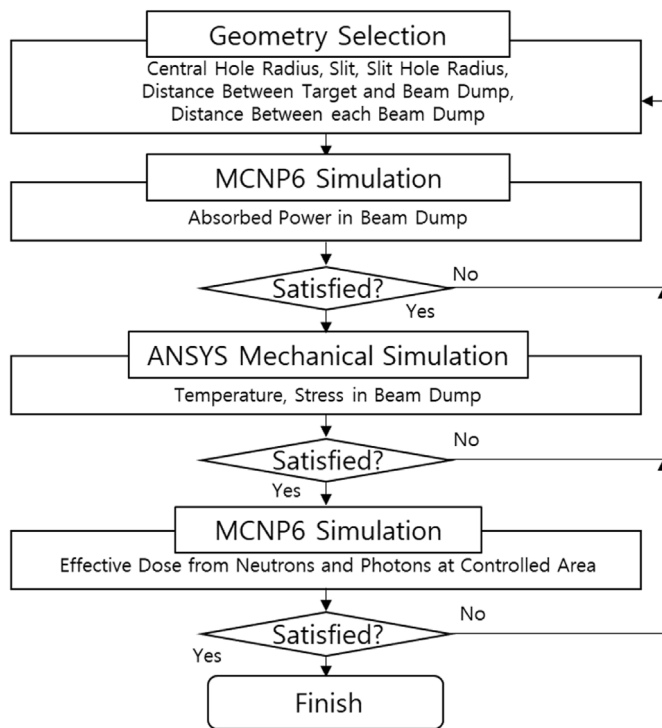 Geometry Selection
Central Hole Radius, Slit, Slit Hole Radius,
Distance Between Target and Beam Dump,
Distance Between each Beam Dump
MCNP6 Simulation
Absorbed Power in Beam Dump
Satisfied?
No
Yes
ANSYS Mechanical Simulation
Temperature, Stress in Beam Dump
Satisfied?
No
Yes
MCNP6 Simulation
Effective Dose from Neutrons and Photons at Controlled Area
Satisfied?
No
Yes
Finish